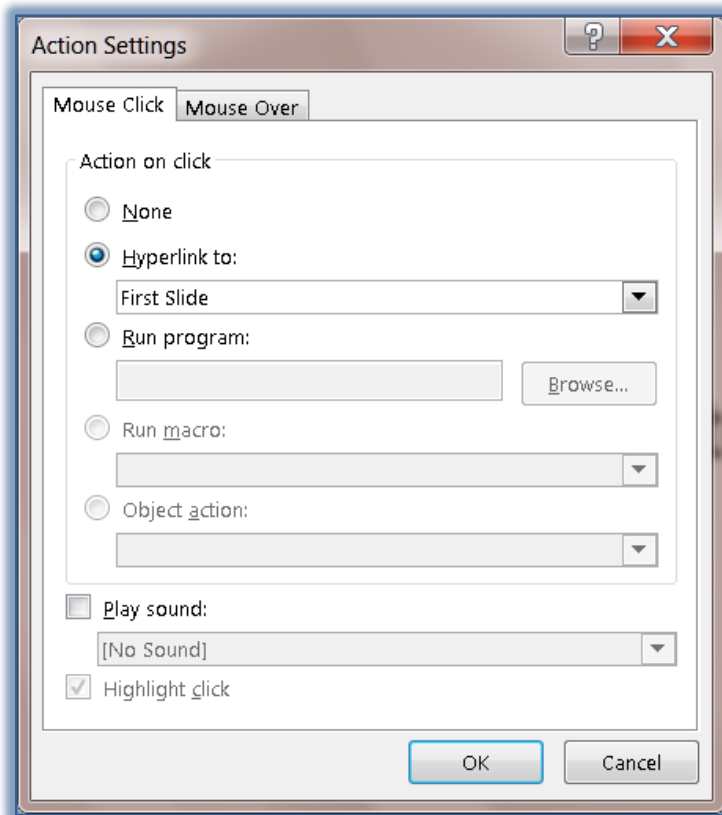 Action Settings
Mouse Click Mouse Over
Action on click
None
Hyperlink to:
First Slide
Run program:
Browse...
Run macro:
Object action:
Play sound:
[No Sound]
Highlight click
OK Cancel